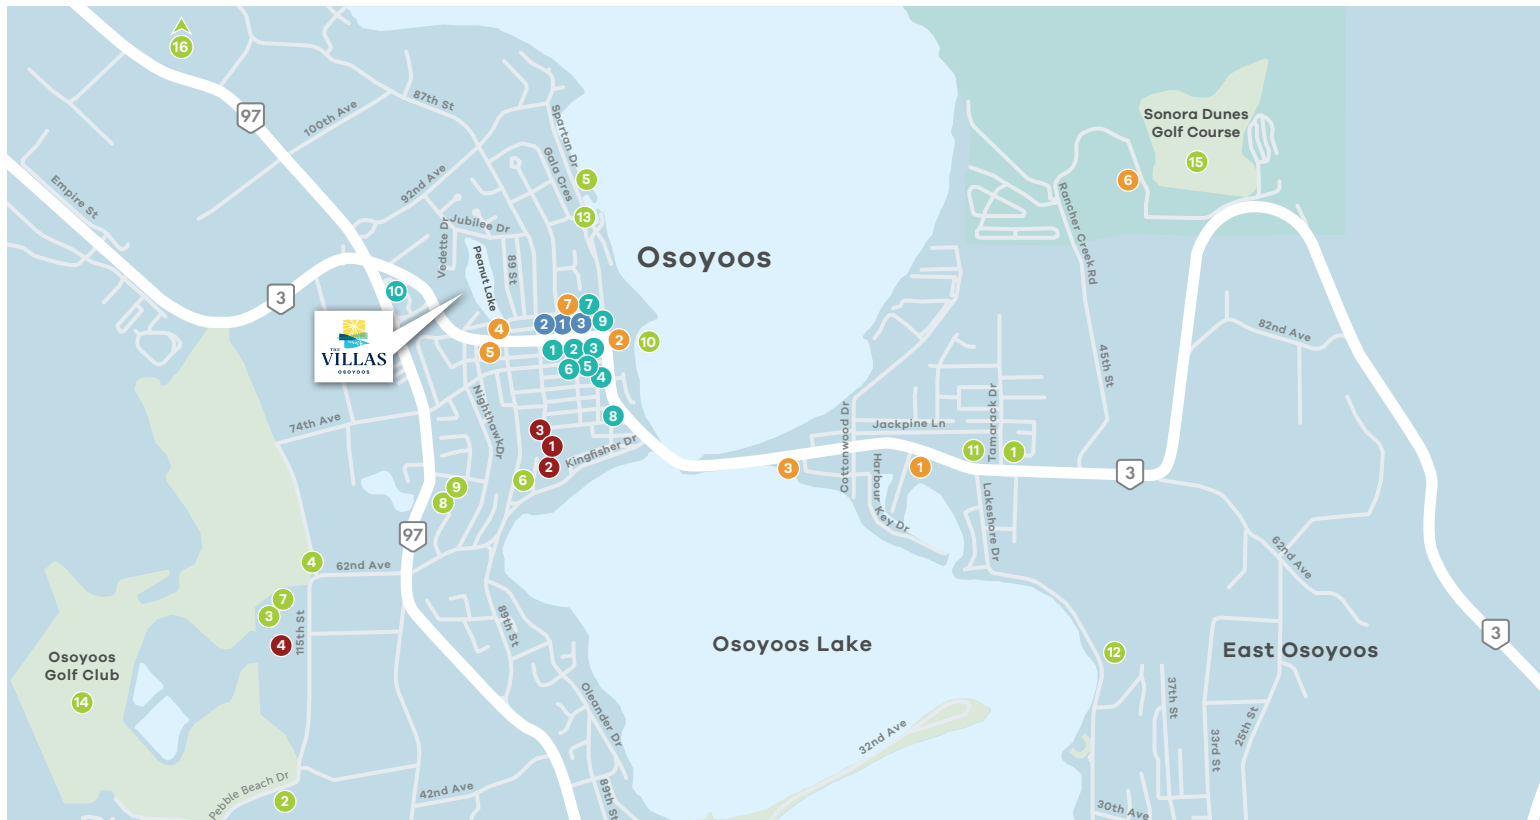 16
97
100th Ave
87th St
Spartan Dr
Gala Cres
92nd Ave
Empire St
5
13
Sonora Dunes
Golf Course
15
6
Rancher Creek Rd
Jubilee Dr
Vedette Dr
Peanut Lake
89 St
Osoyoos
3
10
THE
VILLAS
OSOYOOS
4
5
7
7
2
1
3
9
2
10
1
2
3
6
5
4
8
82nd Ave
45th St
74th Ave
Nighthawk Dr
3
1
2
Kingfisher Dr
6
9
8
97
Jackpine Ln
Cottonwood Dr
Harbour Key Dr
Tamarack Dr
Lakeshore Dr
3
1
11
1
3
62nd Ave
4
62nd Ave
7
3
4
115th St
89th St
Osoyoos
Golf Club
14
Osoyoos Lake
12
East Osoyoos
3
Oleander Dr
32nd Ave
37th St
33rd St
25th St
Pebble Beach Dr
2
42nd Ave
89th St
30th Ave